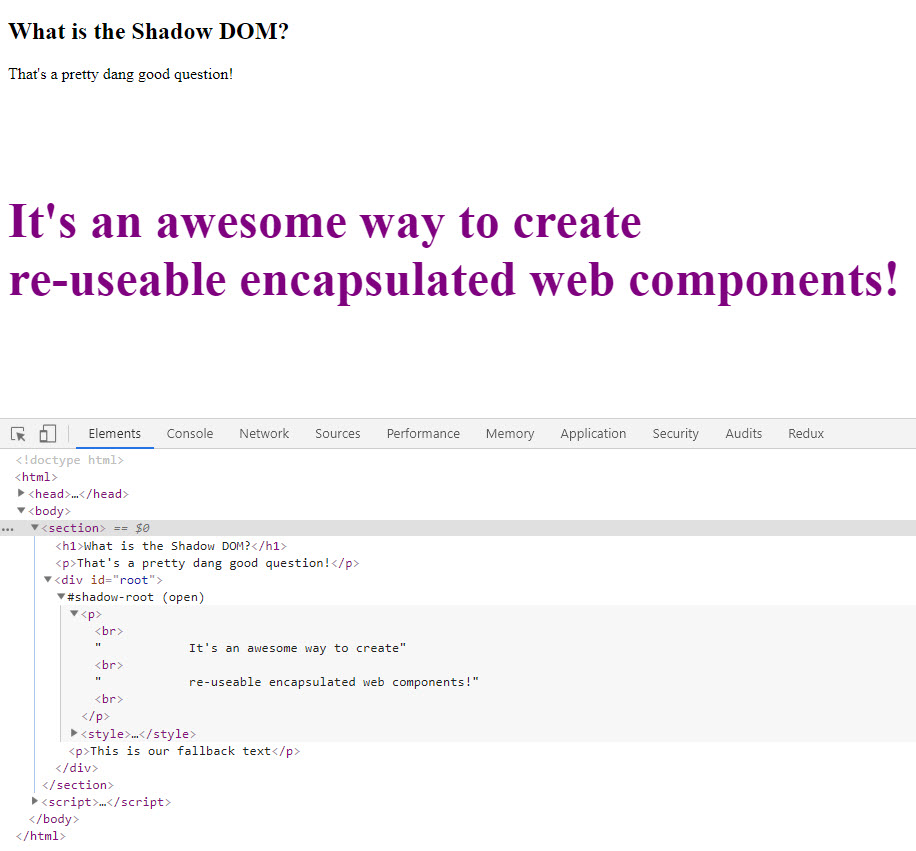 What is the Shadow DOM?
That's a pretty dang good question!
It's an awesome way to create
re-useable encapsulated web components!
Elements Console Network Sources Performance Memory Application Security Audits Redux
<!doctype html>
<html>
<head>…</head>
<body>
... <section> == $0
<h1>What is the Shadow DOM?</h1>
<p>That's a pretty dang good question!</p>
<div id="root">
#shadow-root (open)
<p>
<br>
" It's an awesome way to create"
<br>
" re-useable encapsulated web components!"
<br>
</p>
<style>…</style>
<p>This is our fallback text</p>
</div>
</section>
<script>…</script>
</body>
</html>